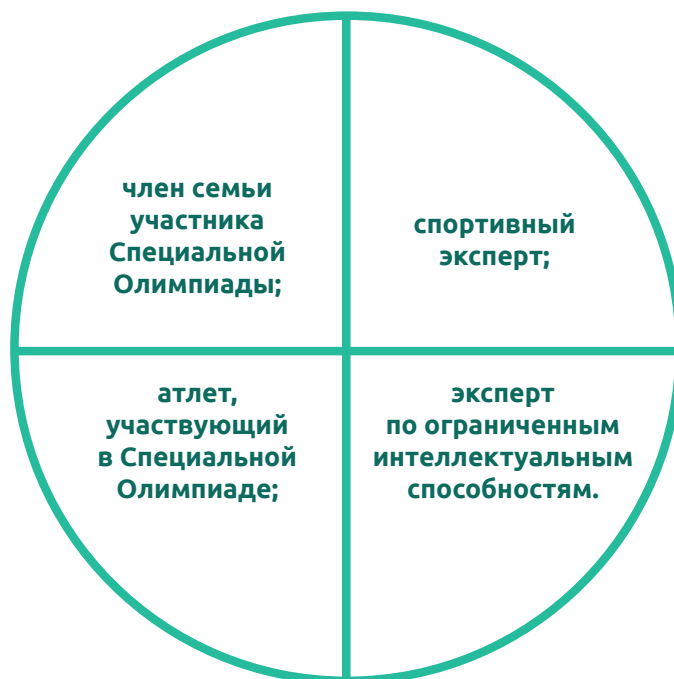 член семьи
участника
Специальной
Олимпиады;
спортивный
эксперт;
атлет,
участвующий
в Специальной
Олимпиаде;
эксперт
по ограниченным
интеллектуальным
способностям.